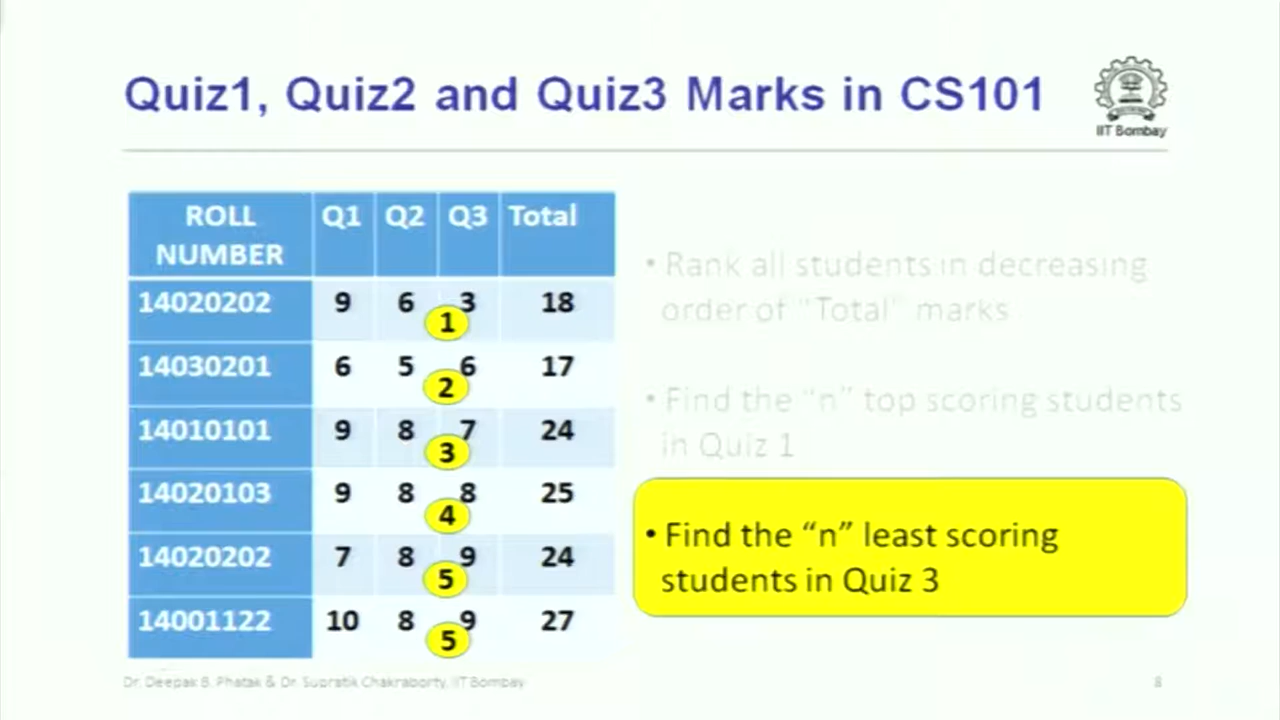 Quiz1, Quiz2 and Quiz3 Marks in CS101
IIT Bombay
ROLL NUMBER Q1 Q2 Q3 Total
14020202 9 6 3 18
1
14030201 6 5 6 17
2
14010101 9 8 7 24
3
14020103 9 8 8 25
4
14020202 7 8 9 24
5
14001122 10 8 9 27
5
• Rank all students in decreasing
order of "Total" marks
• Find the "n" top scoring students
in Quiz 1
• Find the “n” least scoring
students in Quiz 3
Dr. Deepak B. Phatak & Dr. Supratik Chakraborty, IIT Bombay
8